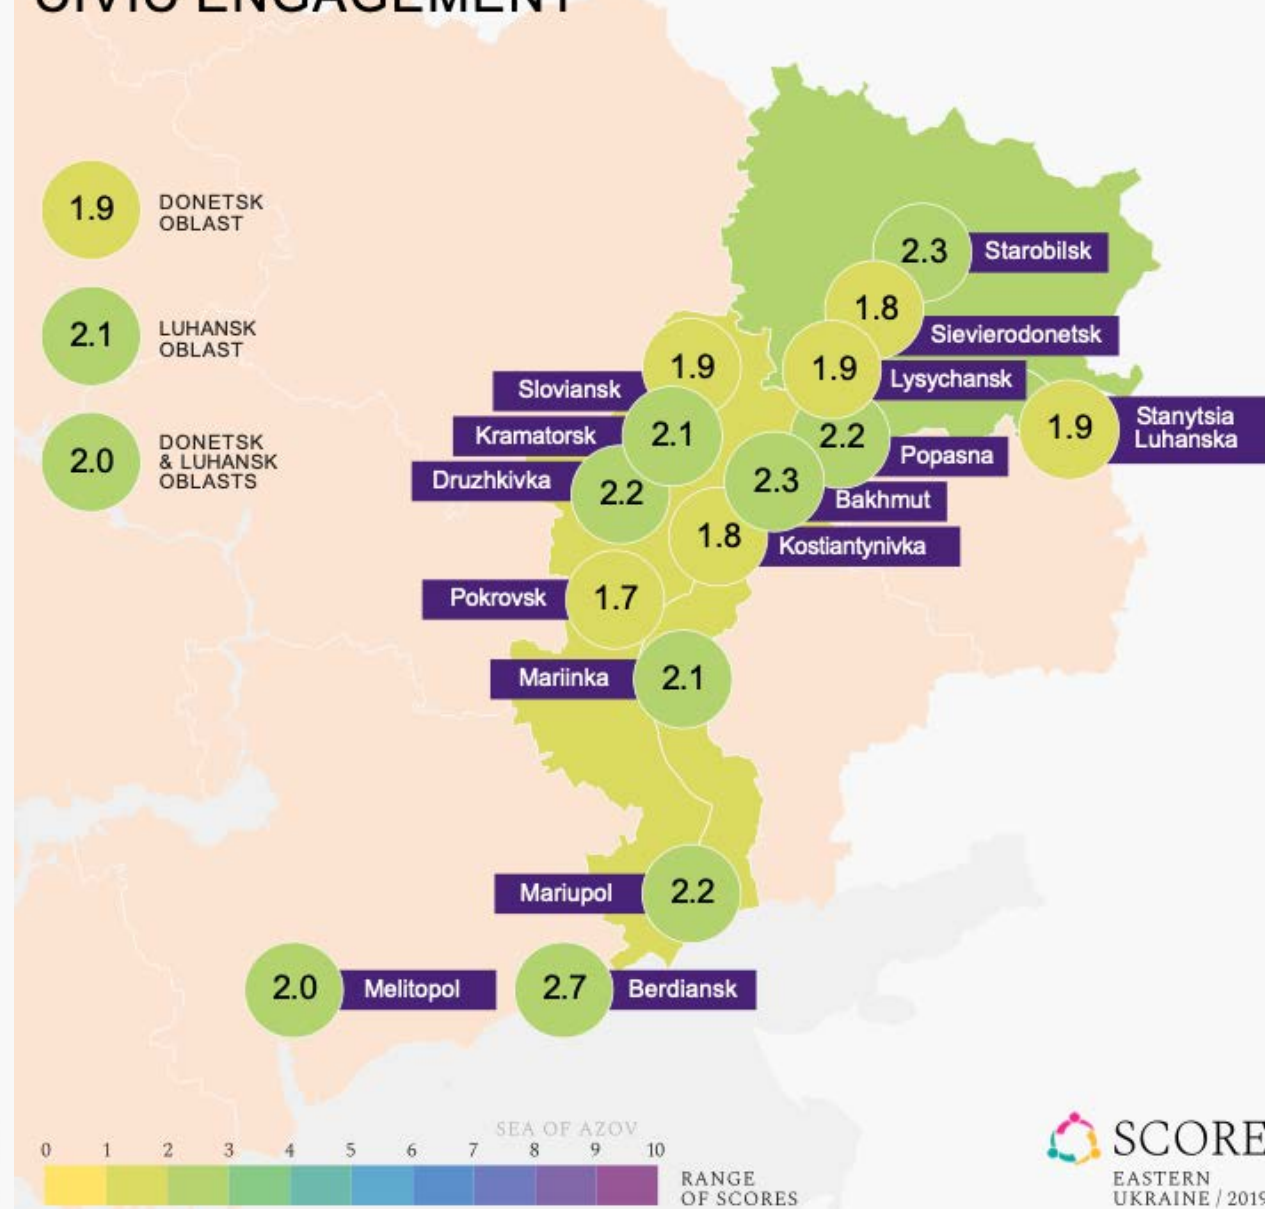 CIVIC ENGAGEMENT
1.9
DONETSK
OBLAST
2.1
LUHANSK
OBLAST
2.0
DONETSK
& LUHANSK
OBLASTS
2.3
Starobilsk
1.8
Sievierodonetsk
1.9
Lysychansk
1.9
Stanytsia
Luhanska
Sloviansk
1.9
Kramatorsk
2.1
2.2
Popasna
Druzhkivka
2.2
2.3
Bakhmut
1.8
Kostiantynivka
Pokrovsk
1.7
Mariinka
2.1
Mariupol
2.2
2.0
Melitopol
2.7
Berdiansk
SEA OF AZOV
0 1 2 3 4 5 6 7 8 9 10
RANGE
OF SCORES
SCORE
EASTERN
UKRAINE / 2019